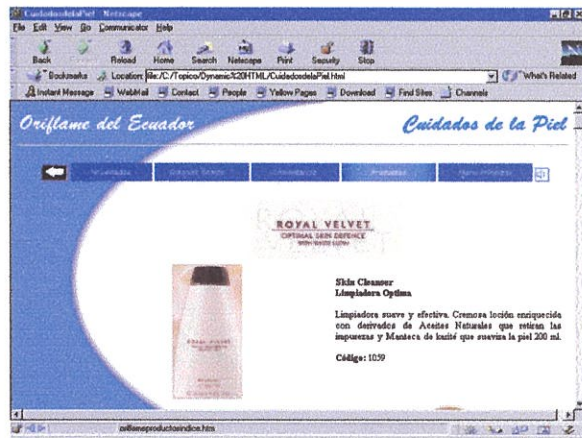 CuidadosdelaPiel - Netscape
File Edit View Go Communicator Help
Back Reload Home Search Netscape Print Security Stop
Bookmarks Location: file:/C:/Topico/Dynamic%20HTML/CuidadosdelaPiel.html What's Related
Instant Message WebMail Contact People Yellow Pages Download Find Sites Channels
Oriflame del Ecuador Cuidados de la Piel
Productos
ROYAL VELVET
OPTIMAL SKIN DEFENCE
Skin Cleanser
Limpiadora Optima
Limpiadora suave y efectiva. Cremosa loción enriquecida
con derivados de Aceites Naturales que retiran las
impurezas y Manteca de karité que suaviza la piel 200 ml.
Código: 1059
ROYAL VELVET
oriflameproductosindice.htm